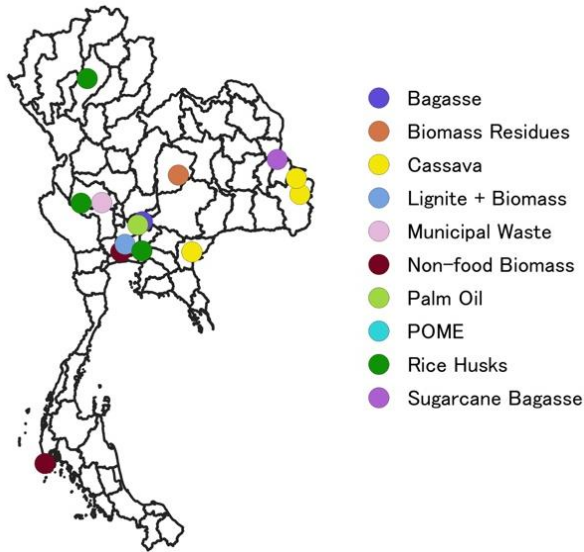 Bagasse
Biomass Residues
Cassava
Lignite + Biomass
Municipal Waste
Non-food Biomass
Palm Oil
POME
Rice Husks
Sugarcane Bagasse